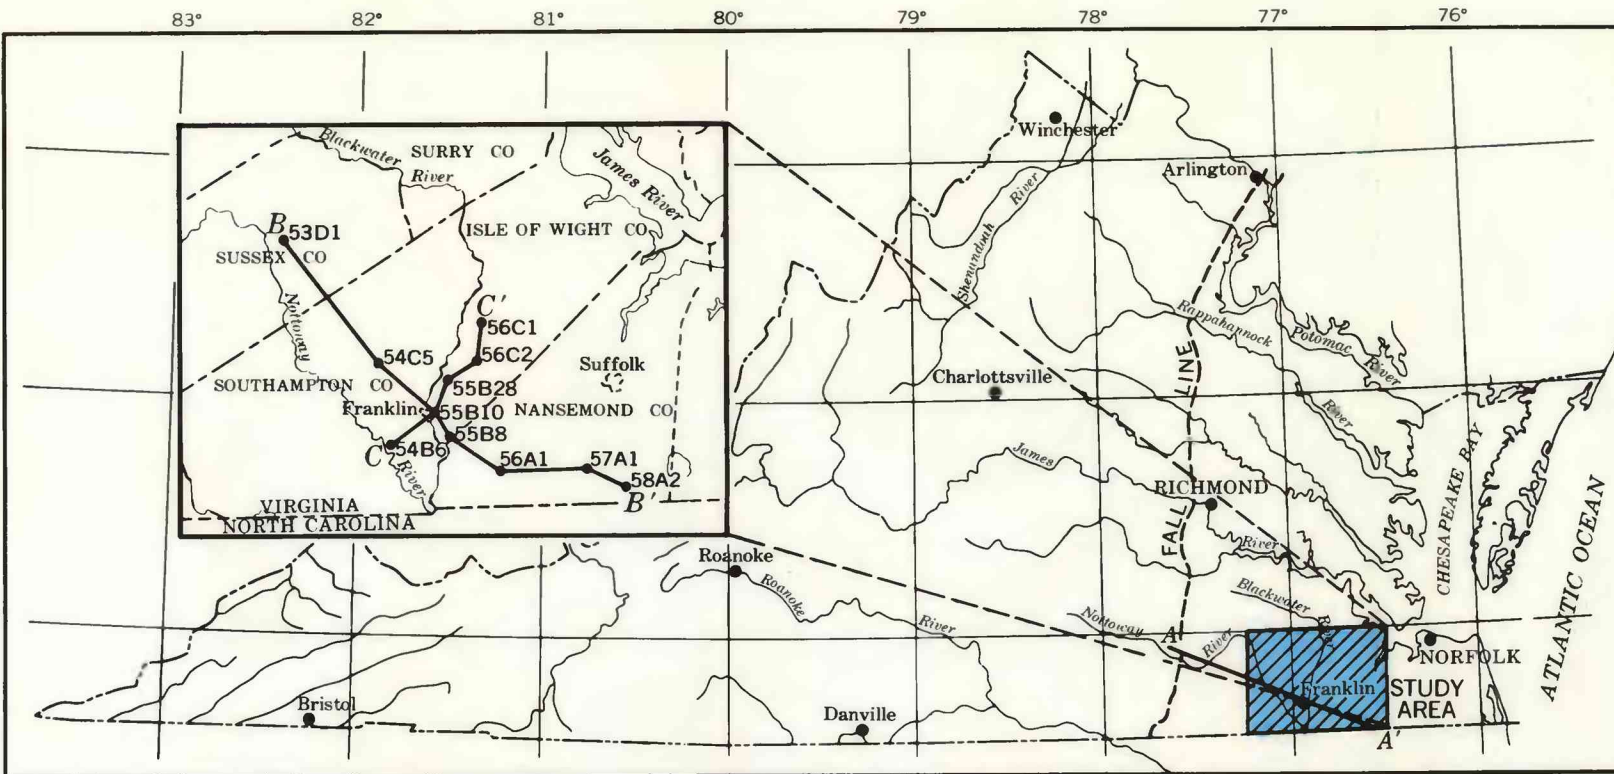 83° 82° 81° 80° 79° 78° 77° 76°
Winchester
Arlington
Shenandoah River
Rappahannock River
Potomac River
FALL LINE
Charlottsville
James River
RICHMOND
CHESAPEAKE BAY
ATLANTIC OCEAN
Roanoke
Roanoke River
Blackwater River
Nottoway River
A
NORFOLK
Franklin
STUDY
AREA
A'
Bristol
Danville
Blackwater
River
SURRY CO
James River
ISLE OF WIGHT CO
B
53D1
SUSSEX CO
Nottoway
River
C'
56C1
56C2
54C5
Suffolk
SOUTHAMPTON CO
55B28
Franklin
55B10
NANSEMOND CO
55B8
C
54B6
56A1
57A1
58A2
B'
VIRGINIA
NORTH CAROLINA